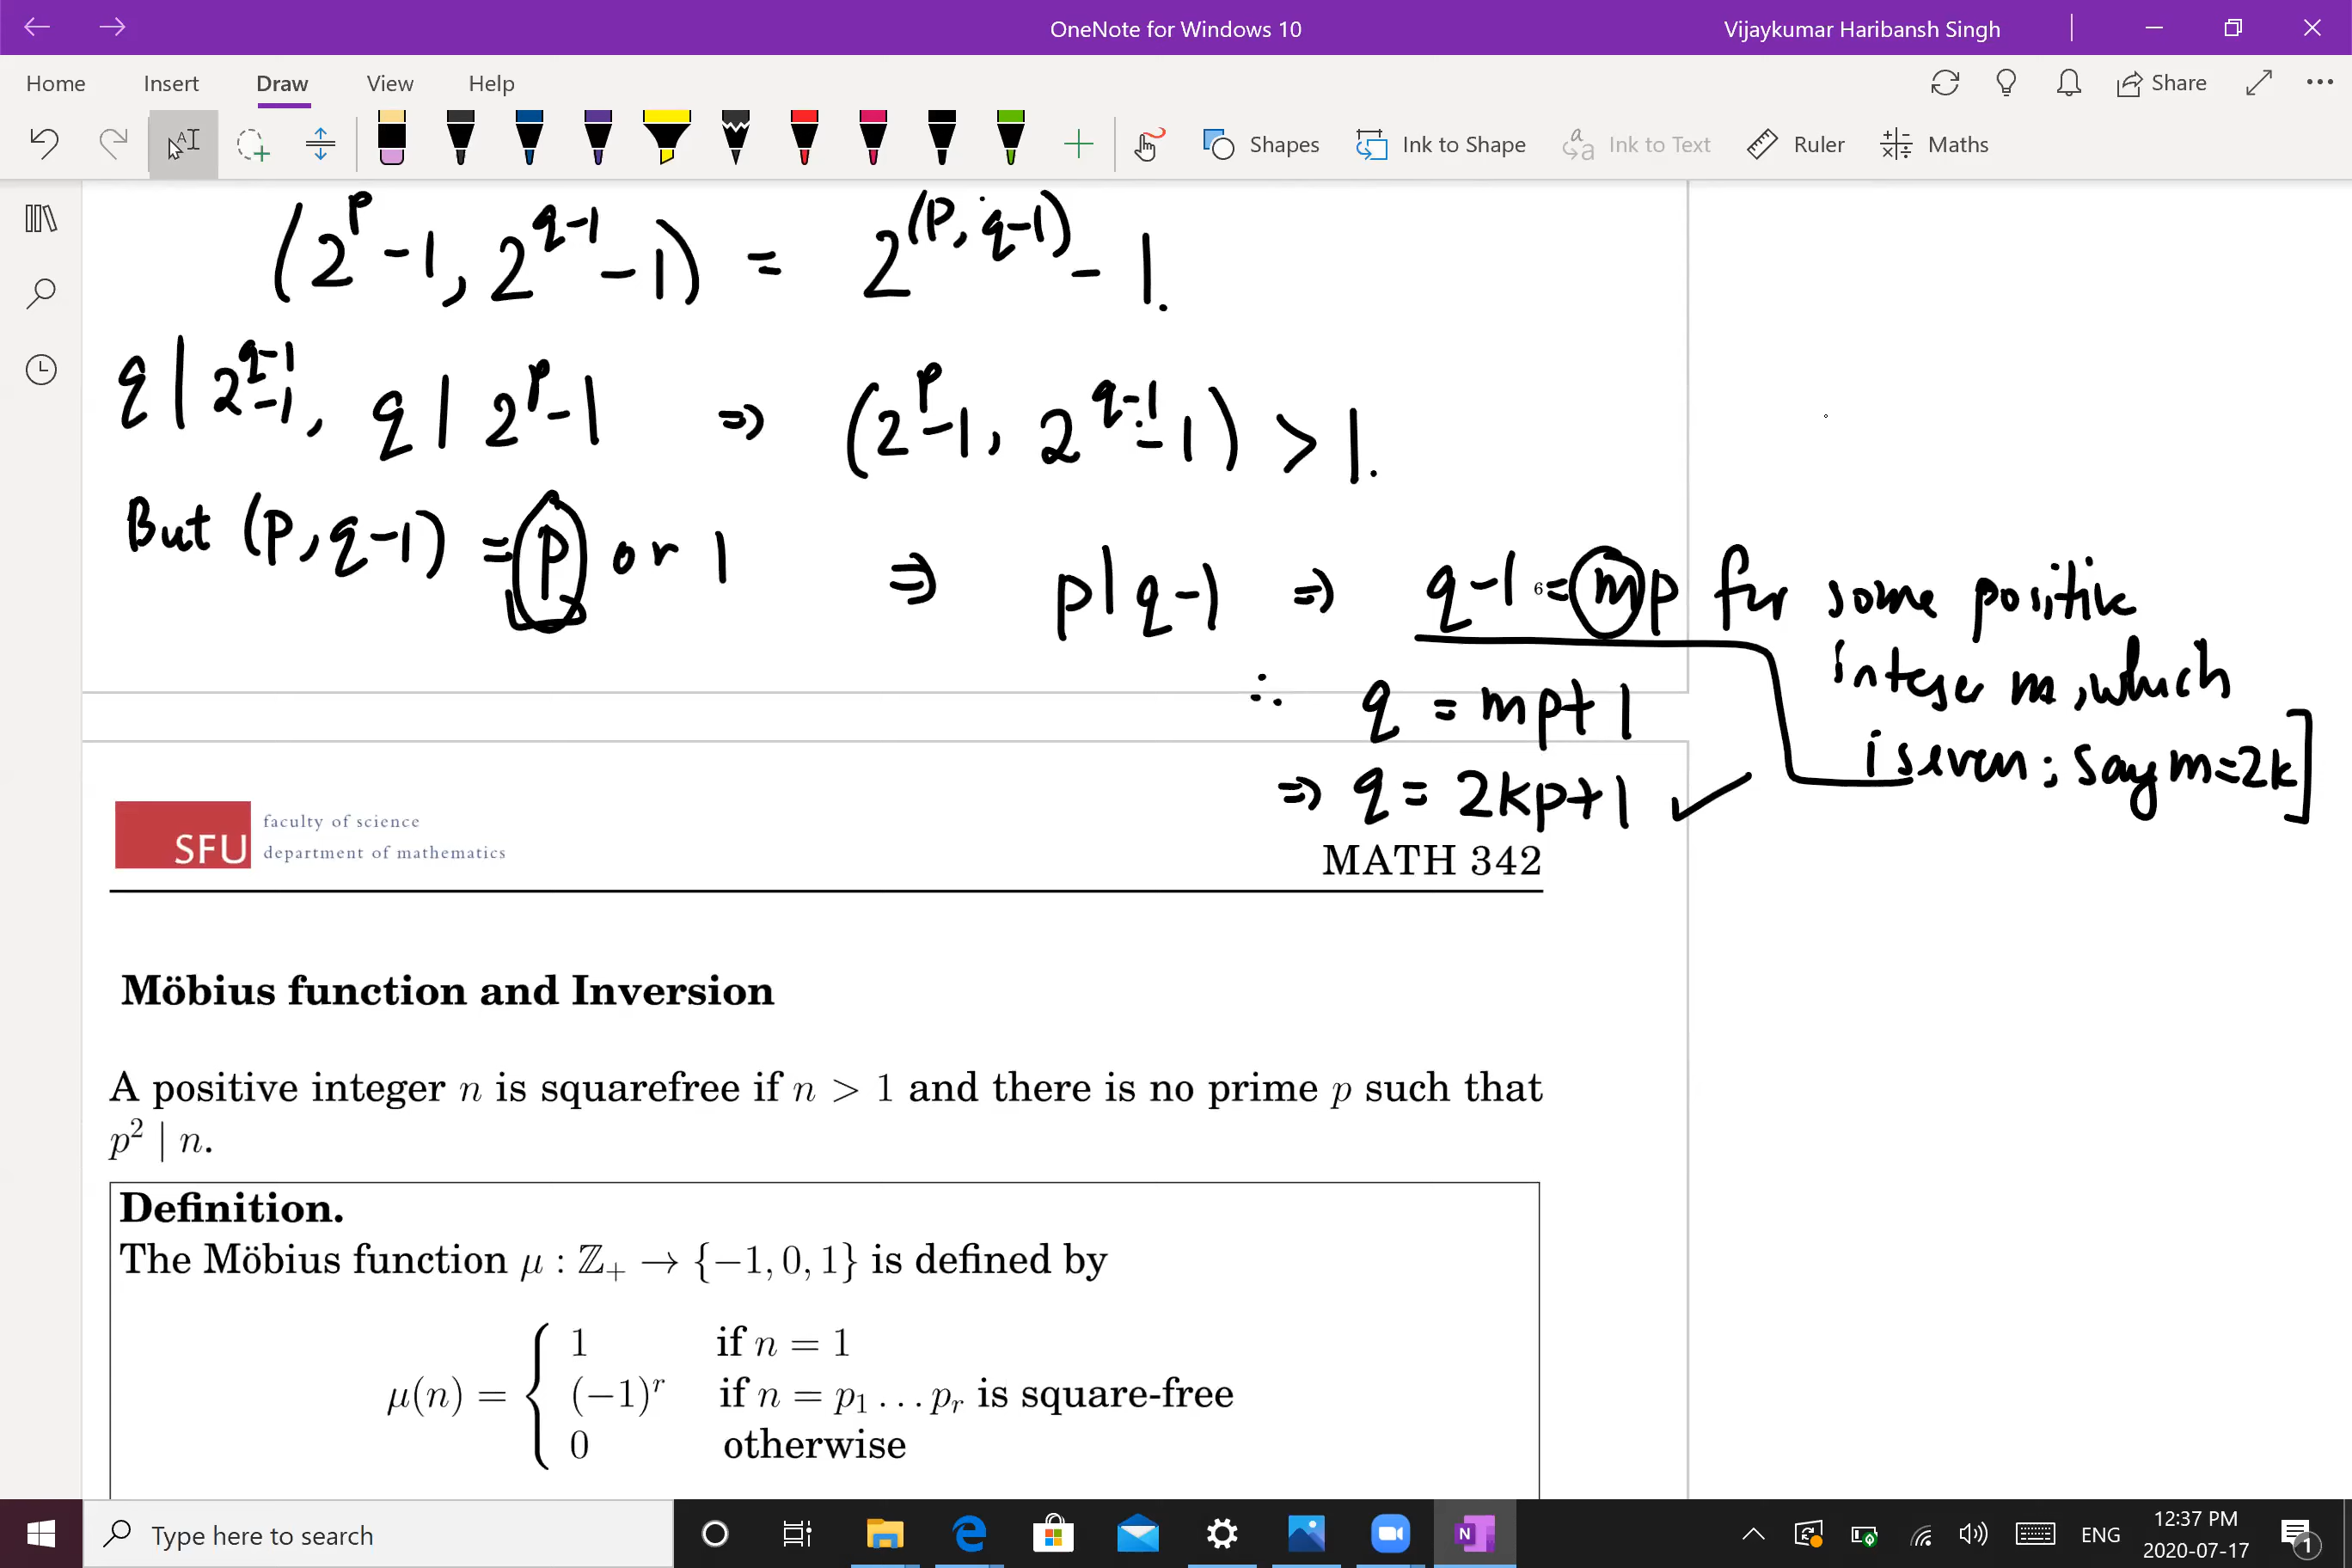 OneNote for Windows 10
Vijaykumar Haribansh Singh
Home Insert Draw View Help
Share
Shapes Ink to Shape Ink to Text Ruler Maths
(2^p - 1, 2^{q-1} - 1) = 2^{(p, q-1)} - 1.
q | 2^{q-1} - 1, q | 2^p - 1 ⇒ (2^p - 1, 2^{q-1} - 1) > 1.
But (p, q-1) = p or 1 ⇒ p | q-1 ⇒ q-1 = mp for some positive
6
integer m, which
is even; say m = 2k]
∴ q = mp+1
⇒ q = 2kp+1 ✓
SFU faculty of science
department of mathematics
MATH 342
Möbius function and Inversion
A positive integer n is squarefree if n > 1 and there is no prime p such that
p² | n.
Definition.
The Möbius function μ : ℤ₊ → {−1, 0, 1} is defined by
μ(n) = {
1 if n = 1
(−1)^r if n = p₁ … p_r is square-free
0 otherwise
Type here to search
ENG
12:37 PM
2020-07-17
1